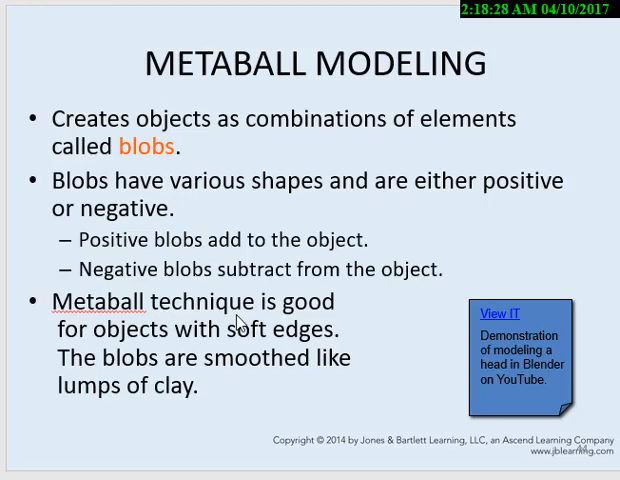 2:18:28 AM 04/10/2017
METABALL MODELING
• Creates objects as combinations of elements
called blobs.
• Blobs have various shapes and are either positive
or negative.
– Positive blobs add to the object.
– Negative blobs subtract from the object.
• Metaball technique is good
for objects with soft edges.
The blobs are smoothed like
lumps of clay.
View IT
Demonstration
of modeling a
head in Blender
on YouTube.
Copyright © 2014 by Jones & Bartlett Learning, LLC, an Ascend Learning Company
44
www.jblearning.com